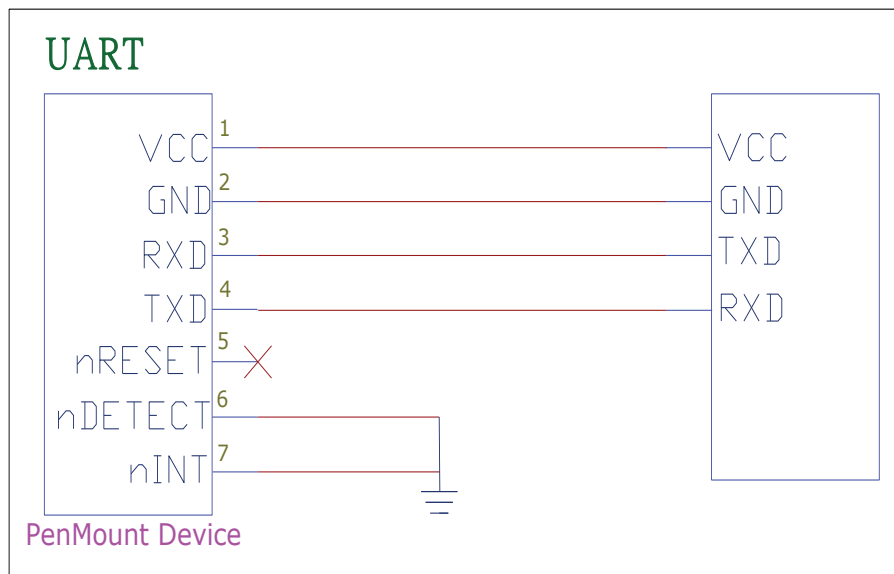 UART
VCC 1 VCC
GND 2 GND
RXD 3 TXD
TXD 4 RXD
nRESET 5
nDETECT 6
nINT 7
PenMount Device